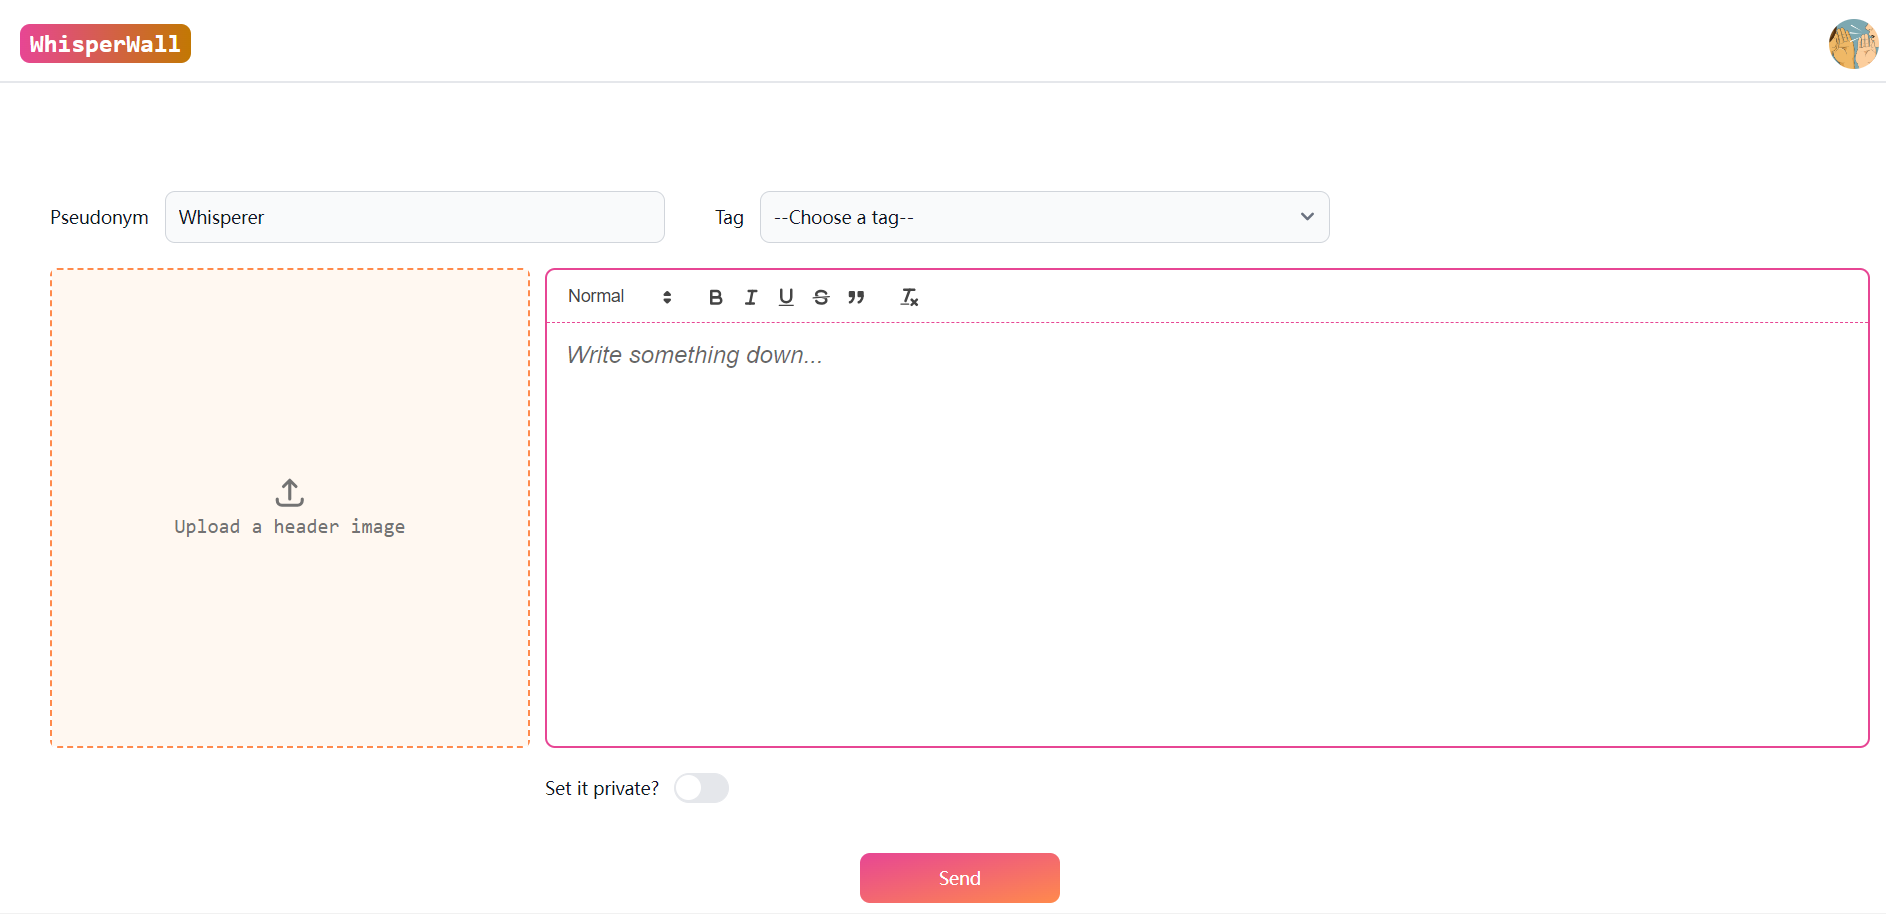 WhisperWall
Pseudonym
Whisperer
Tag
--Choose a tag--
Normal
Write something down...
Upload a header image
Set it private?
Send